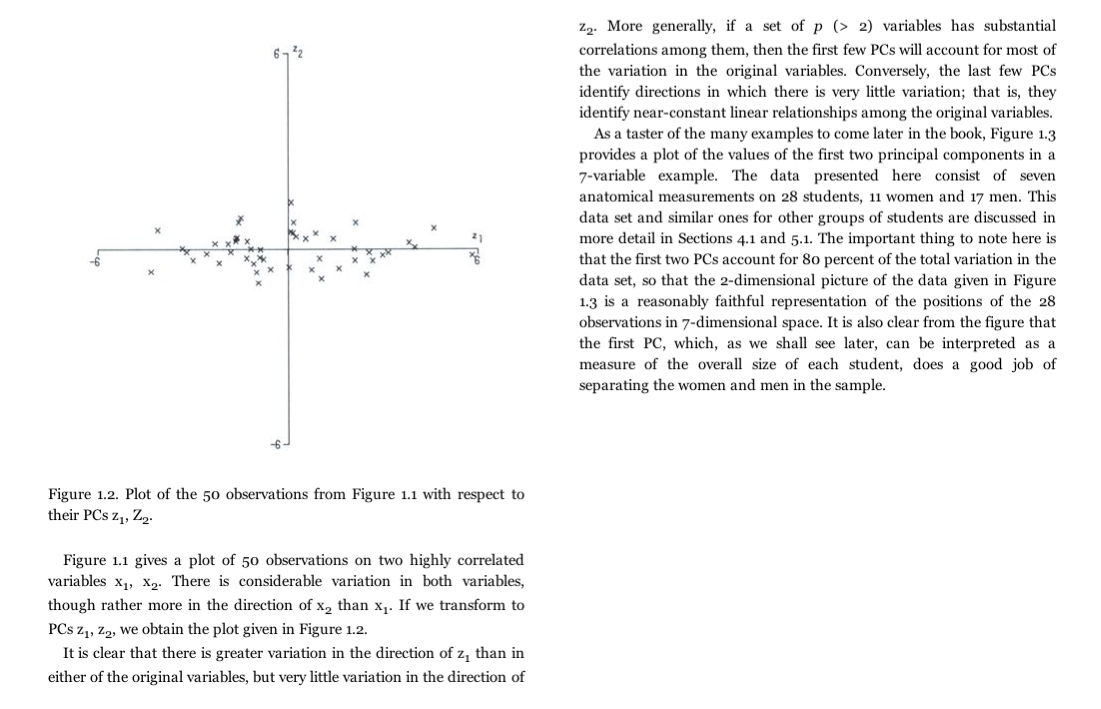 6 z₂
z₁
-6
6
-6
Figure 1.2. Plot of the 50 observations from Figure 1.1 with respect to
their PCs z₁, Z₂.
Figure 1.1 gives a plot of 50 observations on two highly correlated
variables x₁, x₂. There is considerable variation in both variables,
though rather more in the direction of x₂ than x₁. If we transform to
PCs z₁, z₂, we obtain the plot given in Figure 1.2.
It is clear that there is greater variation in the direction of z₁ than in
either of the original variables, but very little variation in the direction of
z₂. More generally, if a set of p (> 2) variables has substantial
correlations among them, then the first few PCs will account for most of
the variation in the original variables. Conversely, the last few PCs
identify directions in which there is very little variation; that is, they
identify near-constant linear relationships among the original variables.
As a taster of the many examples to come later in the book, Figure 1.3
provides a plot of the values of the first two principal components in a
7-variable example. The data presented here consist of seven
anatomical measurements on 28 students, 11 women and 17 men. This
data set and similar ones for other groups of students are discussed in
more detail in Sections 4.1 and 5.1. The important thing to note here is
that the first two PCs account for 80 percent of the total variation in the
data set, so that the 2-dimensional picture of the data given in Figure
1.3 is a reasonably faithful representation of the positions of the 28
observations in 7-dimensional space. It is also clear from the figure that
the first PC, which, as we shall see later, can be interpreted as a
measure of the overall size of each student, does a good job of
separating the women and men in the sample.